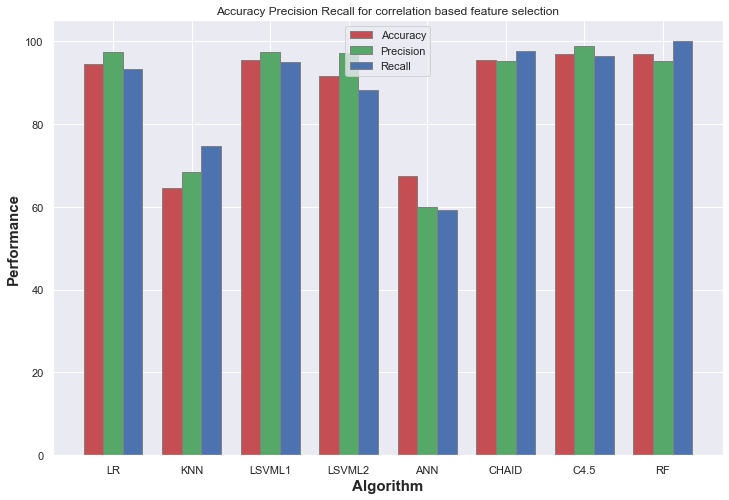 Accuracy Precision Recall for correlation based feature selection
Accuracy
Precision
Recall
Performance
100
80
60
40
20
0
LR KNN LSVML1 LSVML2 ANN CHAID C4.5 RF
Algorithm